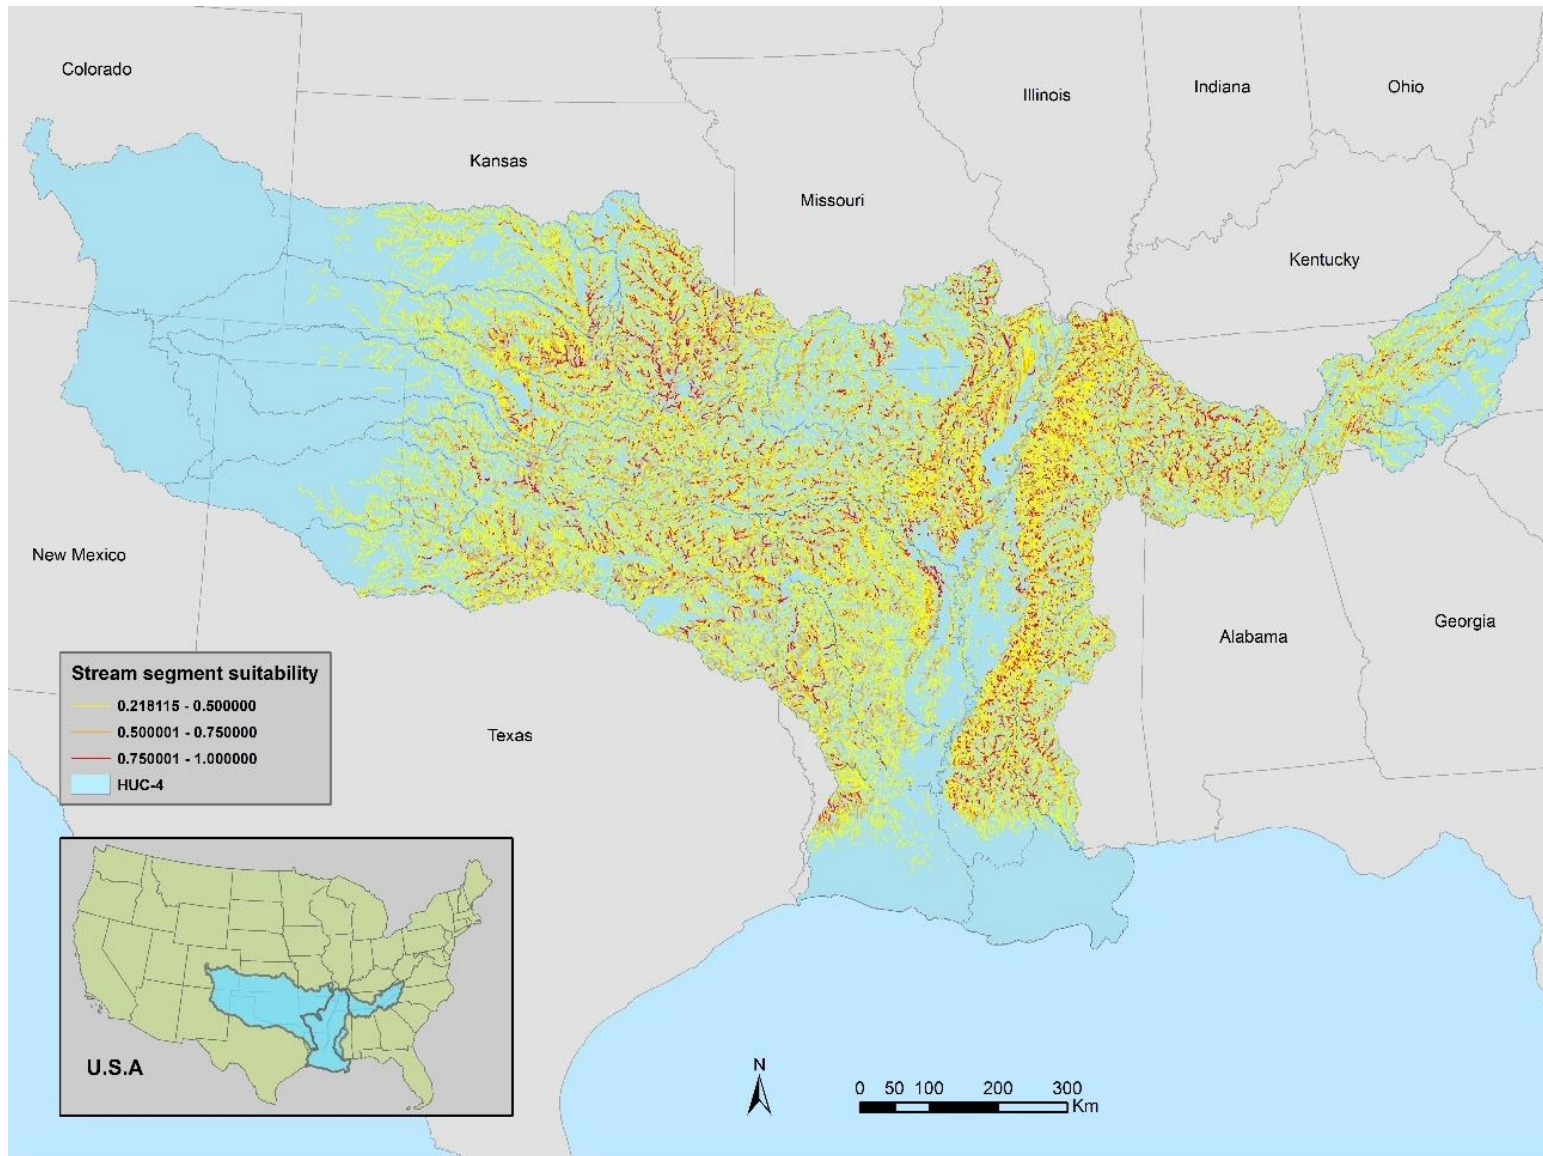 Colorado
Kansas
Missouri
Illinois
Indiana
Ohio
Kentucky
New Mexico
Texas
Alabama
Georgia
Stream segment suitability
0.218115 - 0.500000
0.500001 - 0.750000
0.750001 - 1.000000
HUC-4
U.S.A
N
0 50 100 200 300
Km